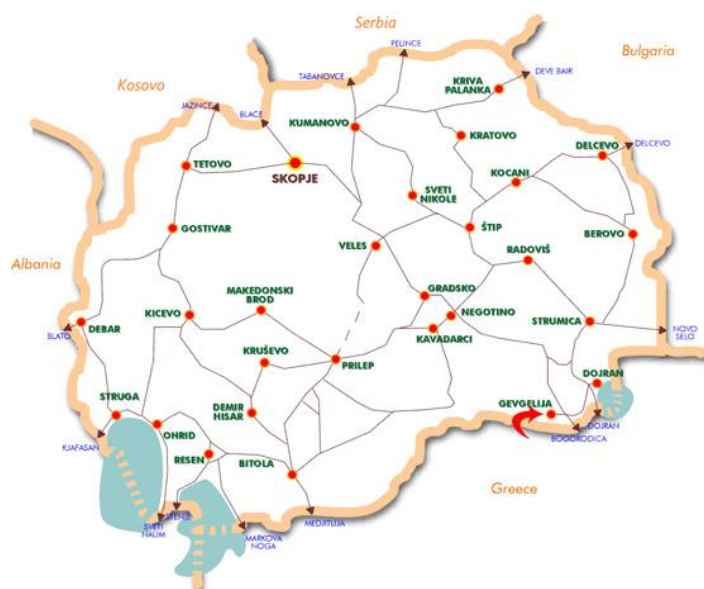 Serbia
Bulgaria
Kosovo
PELINCE
TABANOVCE
DEVE BAIR
KRIVA
PALANKA
JAZINCE
BLACE
KUMANOVO
KRATOVO
DELCEVO
DELCEVO
TETOVO
SKOPJE
KOCANI
SVETI
NIKOLE
GOSTIVAR
ŠTIP
BEROVO
VELES
RADOVIŠ
Albania
MAKEDONSKI
BROD
GRADSKO
KICEVO
NEGOTINO
STRUMICA
BLATO
DEBAR
KAVADARCI
NOVO
SELO
KRUŠEVO
PRILEP
DOJRAN
STRUGA
DEMIR
HISAR
GEVGELIJA
OHRID
DOJRAN
BOGORODICA
KJAFASAN
RESEN
BITOLA
Greece
SVETI
NAUM
MEDJITLIJA
MARKOVA
NOGA